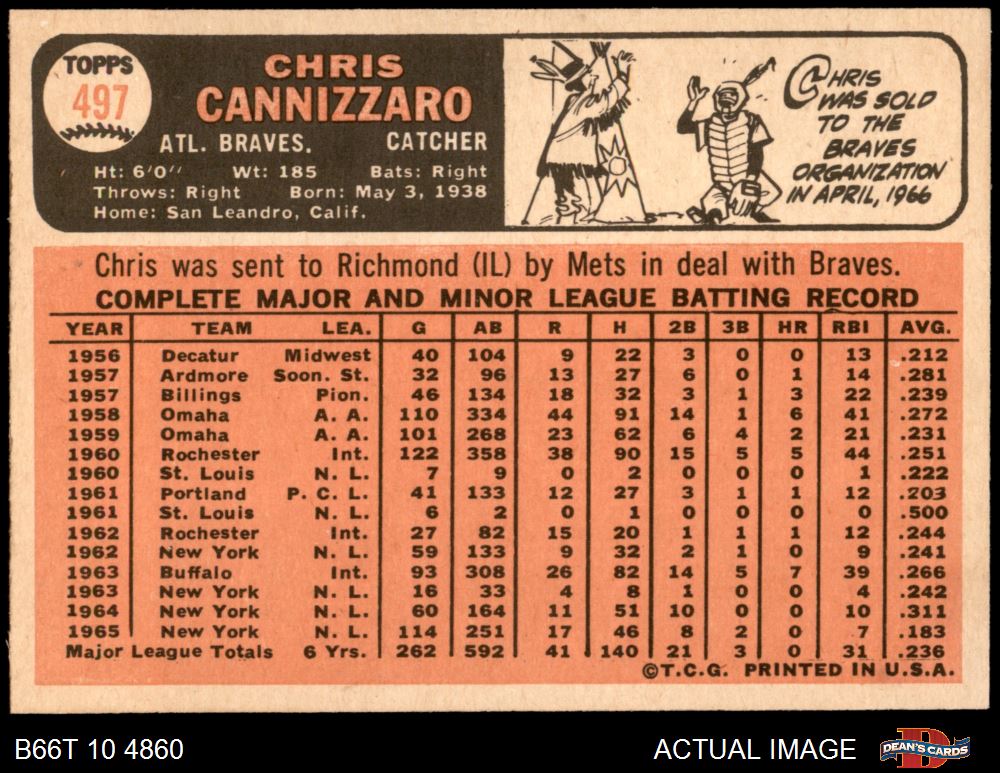 TOPPS
497
CHRIS
CANNIZZARO
ATL. BRAVES. CATCHER
Ht: 6'0" Wt: 185 Bats: Right
Throws: Right Born: May 3, 1938
Home: San Leandro, Calif.
CHRIS
WAS SOLD
TO THE
BRAVES
ORGANIZATION
IN APRIL, 1966
Chris was sent to Richmond (IL) by Mets in deal with Braves.
COMPLETE MAJOR AND MINOR LEAGUE BATTING RECORD
YEAR TEAM LEA. G AB R H 2B 3B HR RBI AVG.
1956 Decatur Midwest 40 104 9 22 3 0 0 13 .212
1957 Ardmore Soon. St. 32 96 13 27 6 0 1 14 .281
1957 Billings Pion. 46 134 18 32 3 1 3 22 .239
1958 Omaha A. A. 110 334 44 91 14 1 6 41 .272
1959 Omaha A. A. 101 268 23 62 6 4 2 21 .231
1960 Rochester Int. 122 358 38 90 15 5 5 44 .251
1960 St. Louis N. L. 7 9 0 2 0 0 0 1 .222
1961 Portland P. C. L. 41 133 12 27 3 1 1 12 .203
1961 St. Louis N. L. 6 2 0 1 0 0 0 0 .500
1962 Rochester Int. 27 82 15 20 1 1 1 12 .244
1962 New York N. L. 59 133 9 32 2 1 0 9 .241
1963 Buffalo Int. 93 308 26 82 14 5 7 39 .266
1963 New York N. L. 16 33 4 8 1 0 0 4 .242
1964 New York N. L. 60 164 11 51 10 0 0 10 .311
1965 New York N. L. 114 251 17 46 8 2 0 7 .183
Major League Totals 6 Yrs. 262 592 41 140 21 3 0 31 .236
©T.C.G. PRINTED IN U.S.A.
B66T 10 4860 ACTUAL IMAGE DEAN'S CARDS